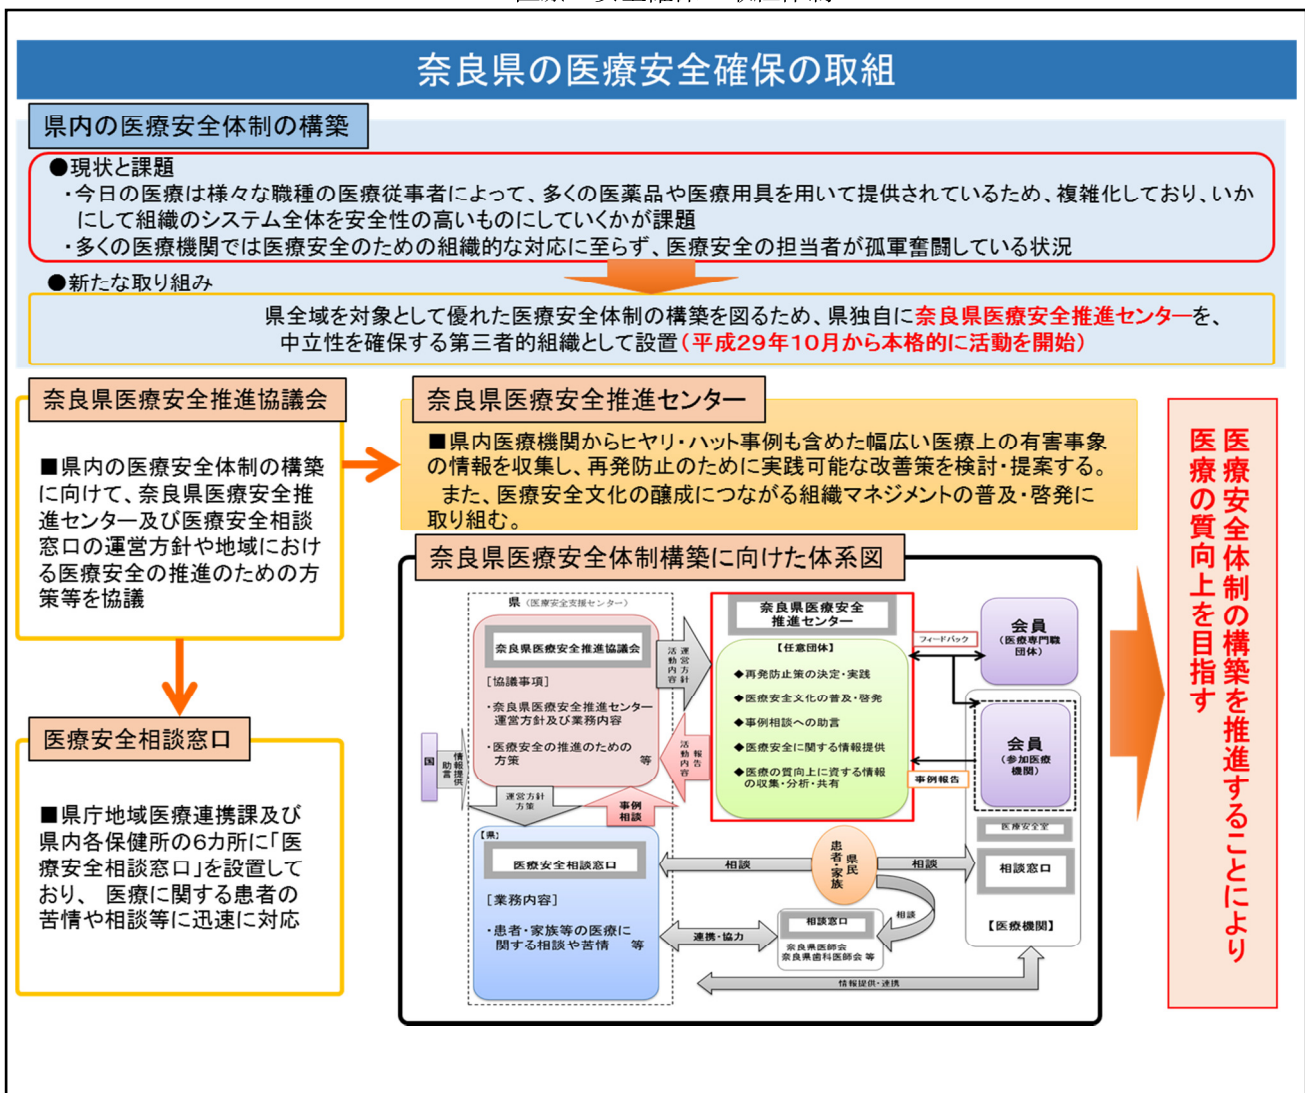 奈良県の医療安全確保の取組
県内の医療安全体制の構築
●現状と課題
・今日の医療は様々な職種の医療従事者によって、多くの医薬品や医療用具を用いて提供されているため、複雑化しており、いか
にして組織のシステム全体を安全性の高いものにしていくかが課題
・多くの医療機関では医療安全のための組織的な対応に至らず、医療安全の担当者が孤軍奮闘している状況
●新たな取り組み
県全域を対象として優れた医療安全体制の構築を図るため、県独自に奈良県医療安全推進センターを、
中立性を確保する第三者的組織として設置(平成29年10月から本格的に活動を開始)
奈良県医療安全推進協議会
■県内の医療安全体制の構築
に向けて、奈良県医療安全推
進センター及び医療安全相談
窓口の運営方針や地域におけ
る医療安全の推進のための方
策等を協議
医療安全相談窓口
■県庁地域医療連携課及び
県内各保健所の6カ所に「医
療安全相談窓口」を設置して
おり、 医療に関する患者の
苦情や相談等に迅速に対応
奈良県医療安全推進センター
■県内医療機関からヒヤリ・ハット事例も含めた幅広い医療上の有害事象
の情報を収集し、再発防止のために実践可能な改善策を検討・提案する。
また、医療安全文化の醸成につながる組織マネジメントの普及・啓発に
取り組む。
奈良県医療安全体制構築に向けた体系図
県（医療安全支援センター）
奈良県医療安全推進協議会
［協議事項］
・奈良県医療安全推進センター
運営方針及び業務内容
・医療安全の推進のための
方策 等
国
情報提供
助言
運営方針
活動内容
報告
活動内容
運営方針
方策
事例
相談
奈良県医療安全
推進センター
【任意団体】
◆再発防止策の決定・実践
◆医療安全文化の普及・啓発
◆事例相談への助言
◆医療安全に関する情報提供
◆医療の質向上に資する情報
の収集・分析・共有
フィードバック
事例報告
会員
（医療専門職
団体）
会員
（参加医療
機関）
医療安全室
相談窓口
【医療機関】
【県】
医療安全相談窓口
［業務内容］
・患者・家族等の医療に
関する相談や苦情 等
相談
県民
患者・家族
相談
相談
連携・協力
相談窓口
奈良県医師会
奈良県歯科医師会 等
情報提供・連携
医療安全体制の構築を推進することにより
医療の質向上を目指す